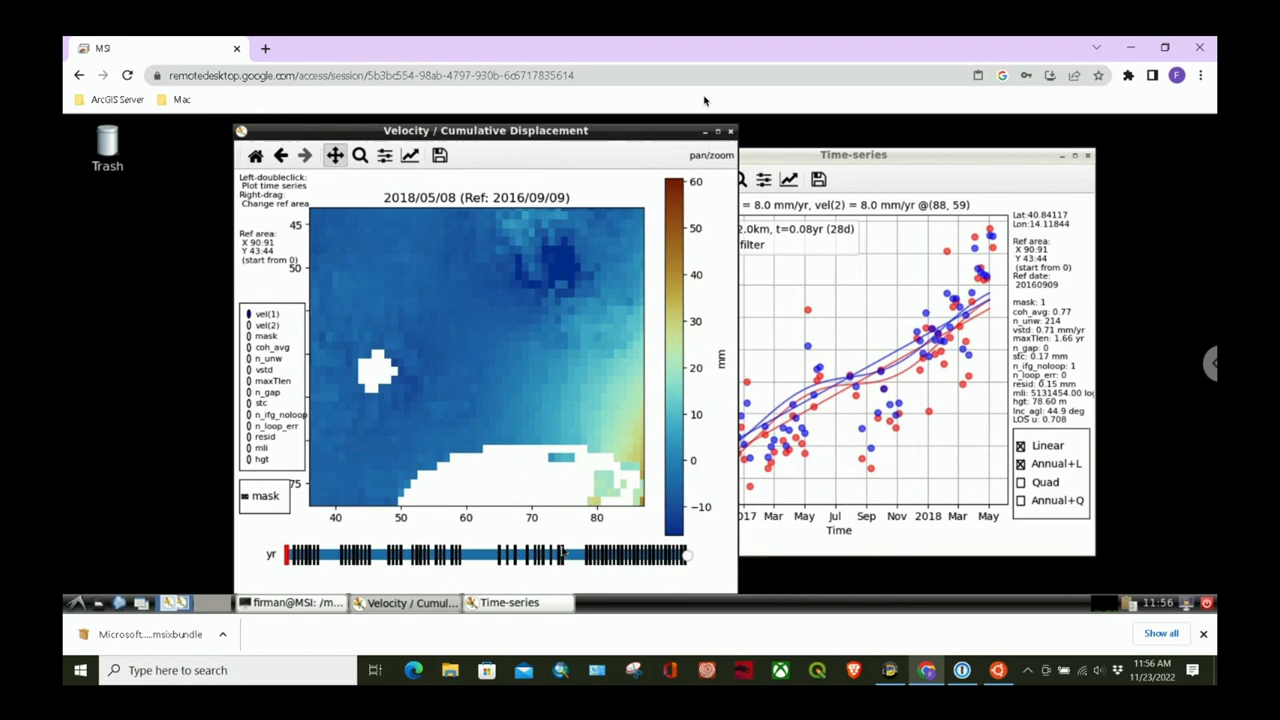 MSI
remotedesktop.google.com/access/session/5b3bc554-98ab-4797-930b-6c6717835614
ArcGIS Server
Mac
Trash
Velocity / Cumulative Displacement
pan/zoom
Left-doubleclick:
Plot time series
Right-drag:
Change ref area
Ref area:
X 90:91
Y 43:44
(start from 0)
vel(1)
vel(2)
mask
coh_avg
n_unw
vstd
maxTlen
n_gap
stc
n_ifg_noloop
n_loop_err
resid
mli
hgt
mask
2018/05/08 (Ref: 2016/09/09)
45
50
75
40
50
60
70
80
60
50
40
30
20
10
0
−10
mm
yr
Time-series
= 8.0 mm/yr, vel(2) = 8.0 mm/yr @(88, 59)
2.0km, t=0.08yr (28d)
filter
017
Mar
May
Jul
Sep
Nov
2018
Mar
May
Time
Lat:40.84117
Lon:14.11844
Ref area:
X 90:91
Y 43:44
(start from 0)
Ref date:
20160909
mask: 1
coh_avg: 0.77
n_unw: 214
vstd: 0.71 mm/yr
maxTlen: 1.66 yr
n_gap: 0
stc: 0.17 mm
n_ifg_noloop: 1
n_loop_err: 0
resid: 0.15 mm
mli: 5131454.00
hgt: 78.60 m
Inc_agl: 44.9 deg
LOS u: 0.708
Linear
Annual+L
Quad
Annual+Q
firman@MSI: /m...
Velocity / Cumul...
Time-series
11:56
Microsoft....msixbundle
Show all
Type here to search
11:56 AM
11/23/2022